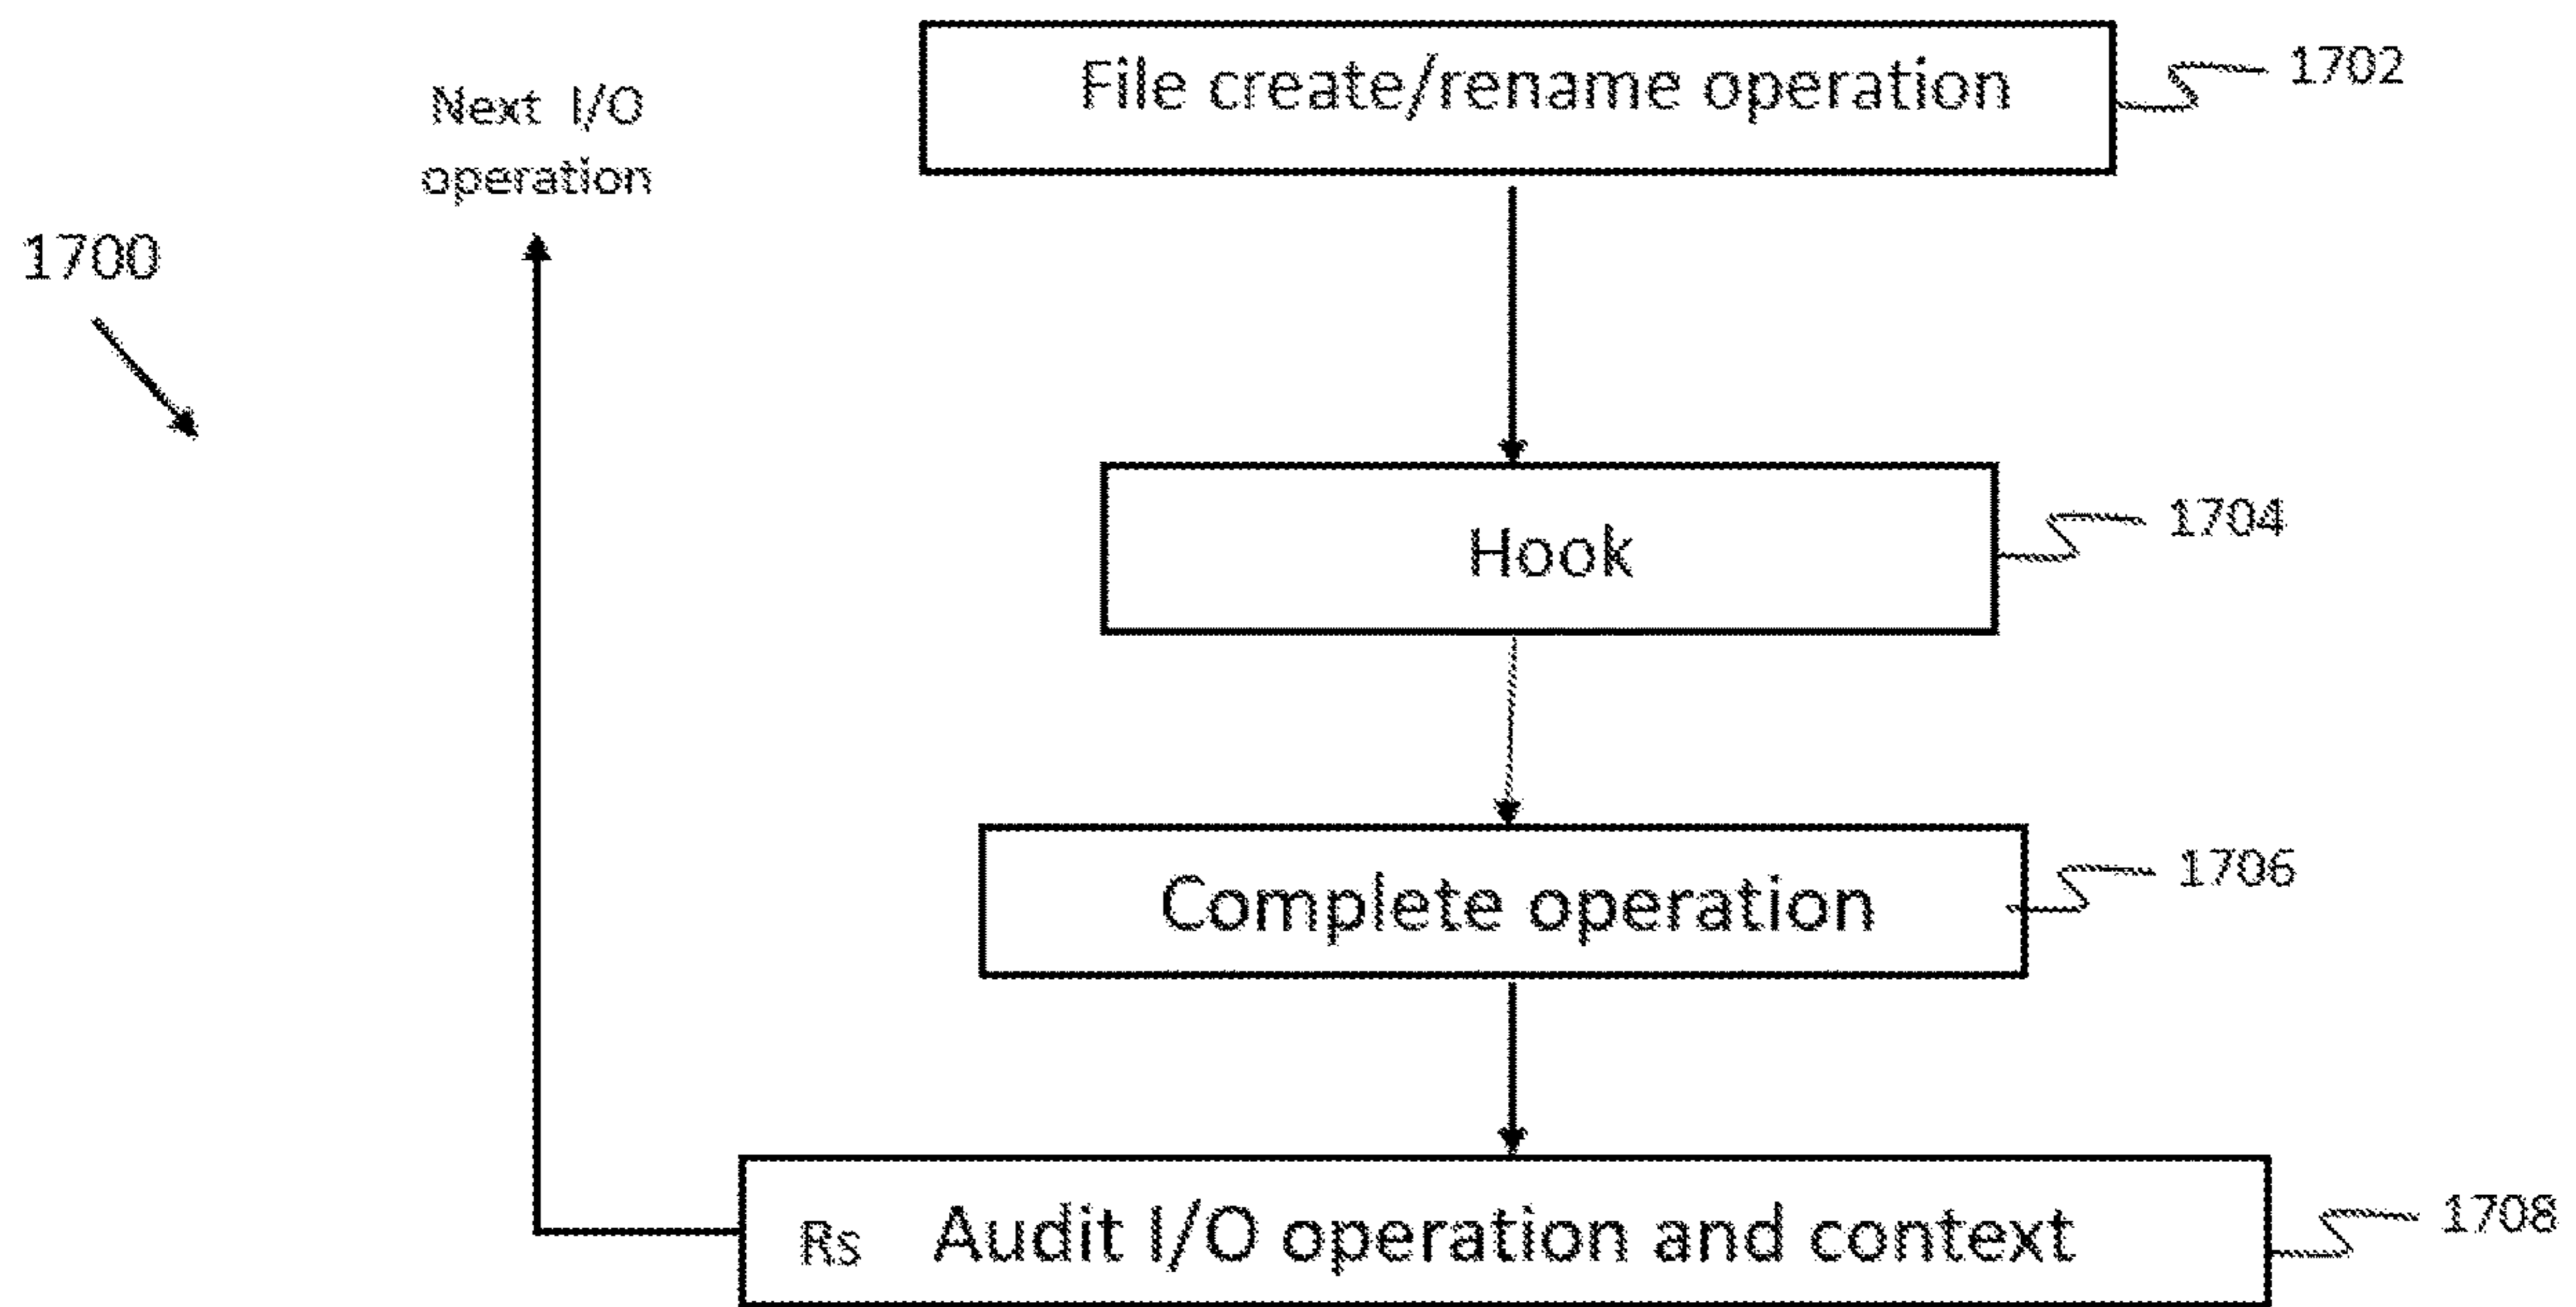 File create/rename operation
1702
Next I/O
operation
1700
Hook
1704
Complete operation
1706
Rs Audit I/O operation and context
1708